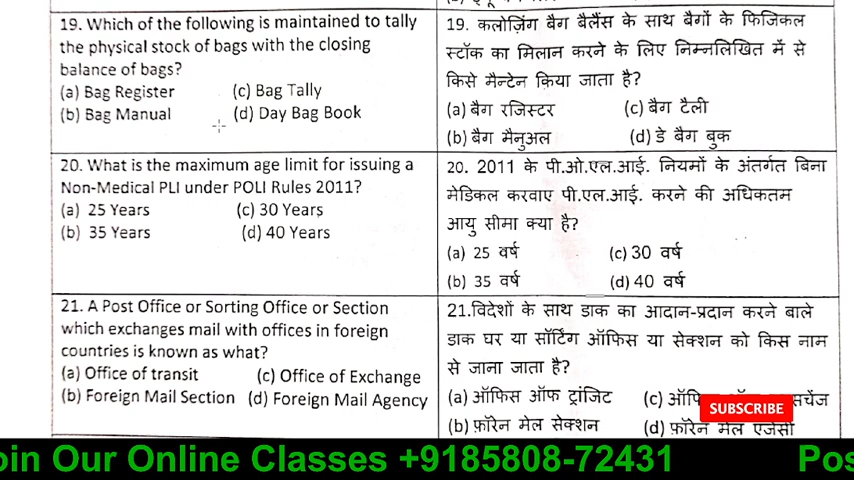 19. Which of the following is maintained to tally
the physical stock of bags with the closing
balance of bags?
(a) Bag Register (c) Bag Tally
(b) Bag Manual (d) Day Bag Book
19. कलोज़िंग बैग बैलैंस के साथ बैगों के फिजिकल
स्टॉक का मिलान करने के लिए निम्नलिखित में से
किसे मैन्टेन किया जाता है?
(a) बैग रजिस्टर (c) बैग टैली
(b) बैग मैनुअल (d) डे बैग बुक
20. What is the maximum age limit for issuing a
Non-Medical PLI under POLI Rules 2011?
(a) 25 Years (c) 30 Years
(b) 35 Years (d) 40 Years
20. 2011 के पी.ओ.एल.आई. नियमों के अंतर्गत बिना
मेडिकल करवाए पी.एल.आई. करने की अधिकतम
आयु सीमा क्या है?
(a) 25 वर्ष (c) 30 वर्ष
(b) 35 वर्ष (d) 40 वर्ष
21. A Post Office or Sorting Office or Section
which exchanges mail with offices in foreign
countries is known as what?
(a) Office of transit (c) Office of Exchange
(b) Foreign Mail Section (d) Foreign Mail Agency
21.विदेशों के साथ डाक का आदान-प्रदान करने बाले
डाक घर या सॉर्टिंग ऑफिस या सेक्शन को किस नाम
से जाना जाता है?
(a) ऑफिस ऑफ ट्रांजिट (c)
(b) फ़ॉरेन मेल सेक्शन (d) फ़ॉरेन मेल एजेंसी
SUBSCRIBE
oin Our Online Classes +9185808-72431 Pos